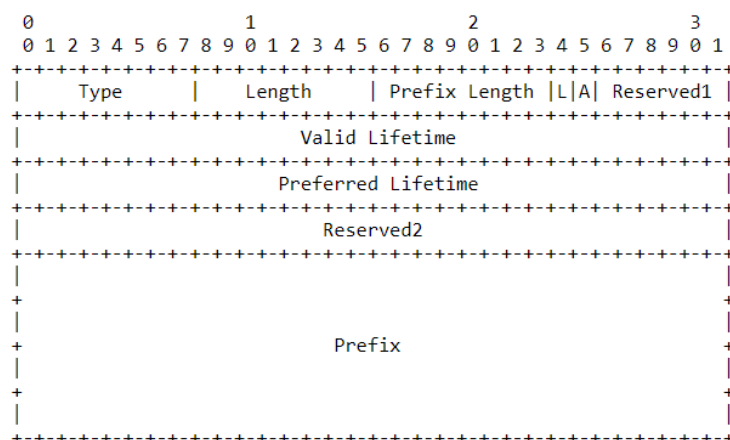 0 1 2 3
0 1 2 3 4 5 6 7 8 9 0 1 2 3 4 5 6 7 8 9 0 1 2 3 4 5 6 7 8 9 0 1
+-+-+-+-+-+-+-+-+-+-+-+-+-+-+-+-+-+-+-+-+-+-+-+-+-+-+-+-+-+-+-+-+
| Type | Length | Prefix Length |L|A| Reserved1 |
+-+-+-+-+-+-+-+-+-+-+-+-+-+-+-+-+-+-+-+-+-+-+-+-+-+-+-+-+-+-+-+-+
| Valid Lifetime |
+-+-+-+-+-+-+-+-+-+-+-+-+-+-+-+-+-+-+-+-+-+-+-+-+-+-+-+-+-+-+-+-+
| Preferred Lifetime |
+-+-+-+-+-+-+-+-+-+-+-+-+-+-+-+-+-+-+-+-+-+-+-+-+-+-+-+-+-+-+-+-+
| Reserved2 |
+-+-+-+-+-+-+-+-+-+-+-+-+-+-+-+-+-+-+-+-+-+-+-+-+-+-+-+-+-+-+-+-+
| |
+ +
| |
+ Prefix +
| |
+ +
| |
+-+-+-+-+-+-+-+-+-+-+-+-+-+-+-+-+-+-+-+-+-+-+-+-+-+-+-+-+-+-+-+-+